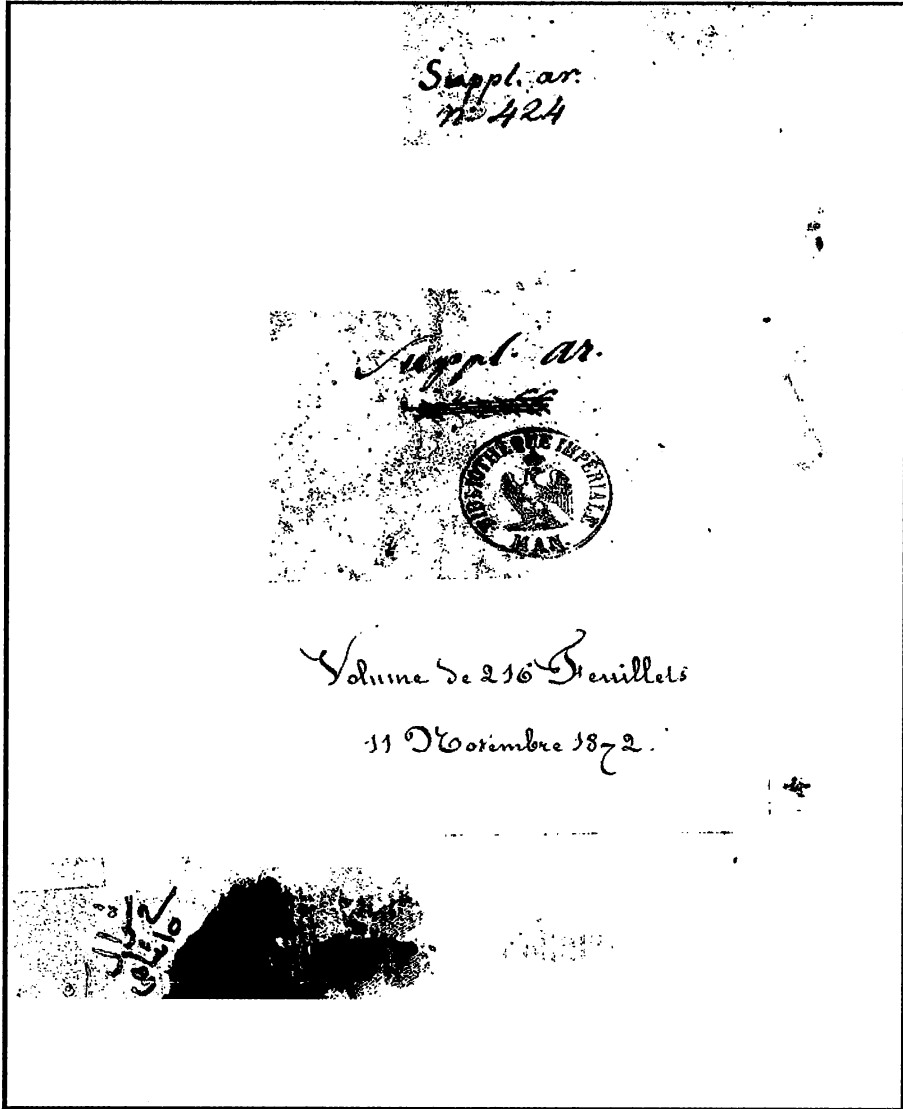 Suppl. ar.
n° 424
Suppl. ar.
BIBLIOTHÈQUE IMPÉRIALE
MAN.
Volume de 216 Feuillets
11 Novembre 1872.